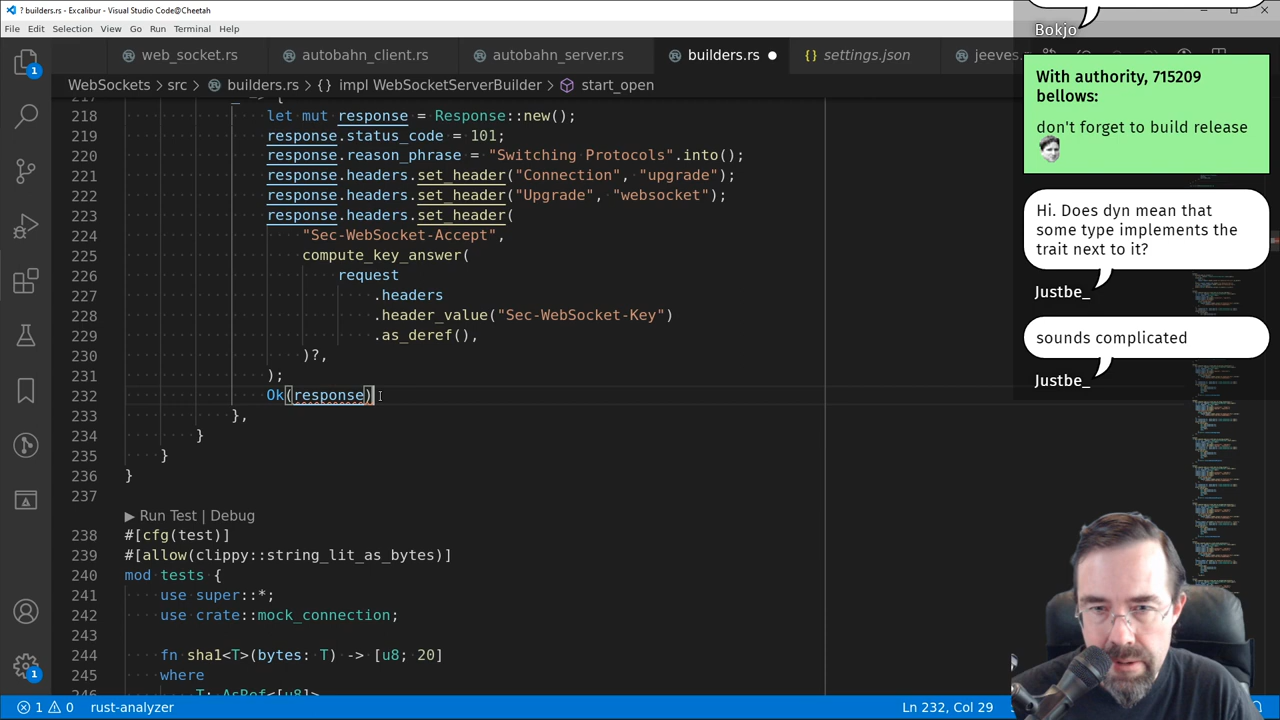 ? builders.rs - Excalibur - Visual Studio Code@Cheetah
File Edit Selection View Go Run Terminal Help
web_socket.rs autobahn_client.rs autobahn_server.rs builders.rs settings.json jeeves
WebSockets > src > builders.rs > {} impl WebSocketServerBuilder > start_open
218 let mut response = Response::new();
219 response.status_code = 101;
220 response.reason_phrase = "Switching Protocols".into();
221 response.headers.set_header("Connection", "upgrade");
222 response.headers.set_header("Upgrade", "websocket");
223 response.headers.set_header(
224 "Sec-WebSocket-Accept",
225 compute_key_answer(
226 request
227 .headers
228 .header_value("Sec-WebSocket-Key")
229 .as_deref(),
230 )?,
231 );
232 Ok(response)
233 },
234 }
235 }
236 }
237
Run Test | Debug
238 #[cfg(test)]
239 #[allow(clippy::string_lit_as_bytes)]
240 mod tests {
241 use super::*;
242 use crate::mock_connection;
243
244 fn sha1<T>(bytes: T) -> [u8; 20]
245 where
246 T: AsRef<[u8]>
1
1
1 0 rust-analyzer Ln 232, Col 29
Bokjo
With authority, 715209
bellows:
don't forget to build release
Hi. Does dyn mean that
some type implements the
trait next to it?
Justbe_
sounds complicated
Justbe_